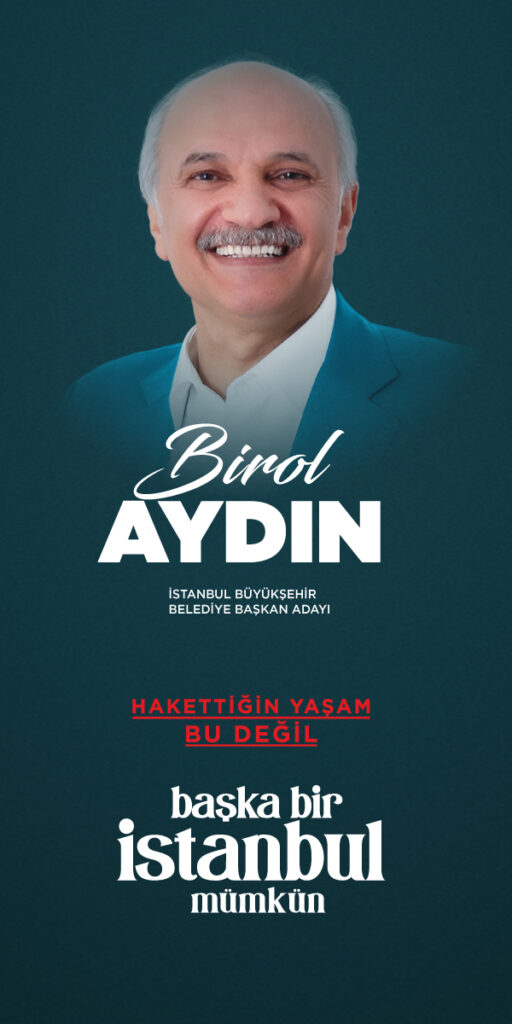 Birol
AYDIN
İSTANBUL BÜYÜKŞEHİR
BELEDİYE BAŞKAN ADAYI
HAKETTİĞİN YAŞAM
BU DEĞİL
başka bir
istanbul
mümkün